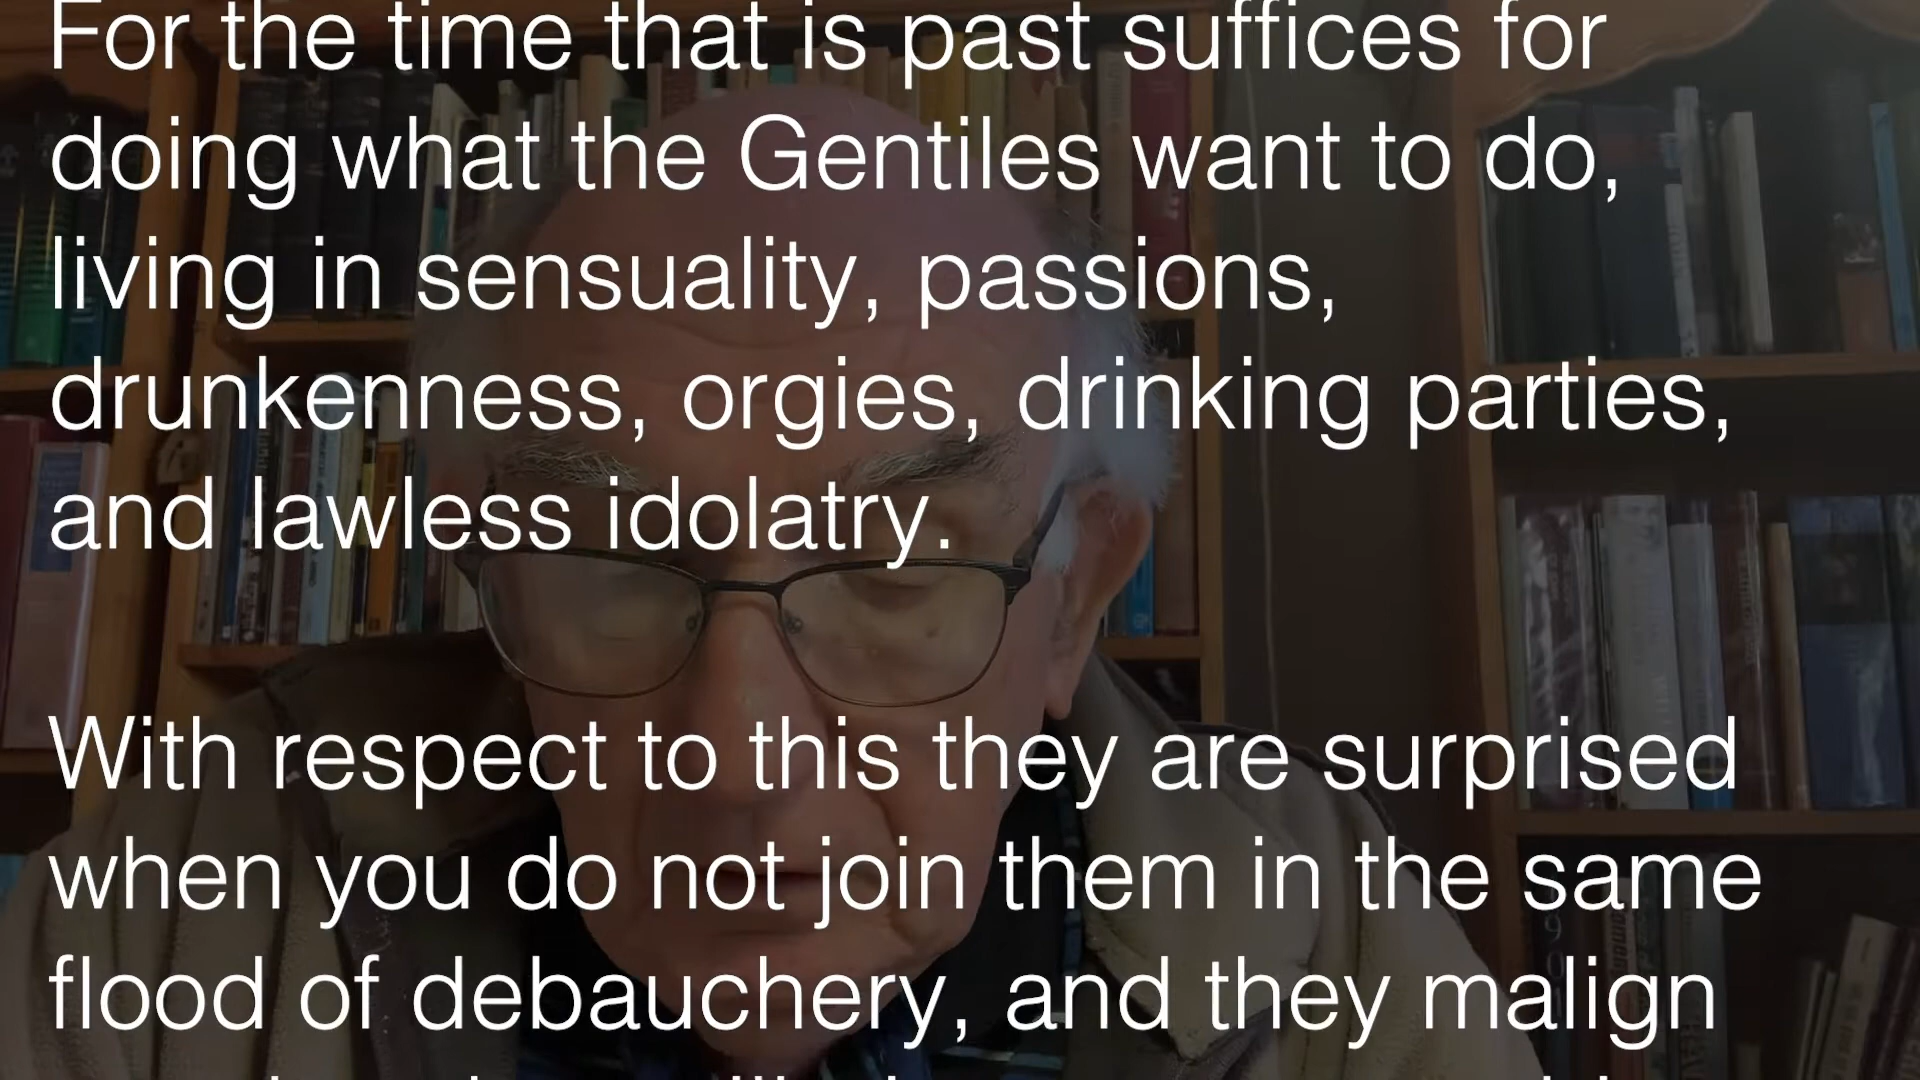 For the time that is past suffices for
doing what the Gentiles want to do,
living in sensuality, passions,
drunkenness, orgies, drinking parties,
and lawless idolatry.
With respect to this they are surprised
when you do not join them in the same
flood of debauchery, and they malign